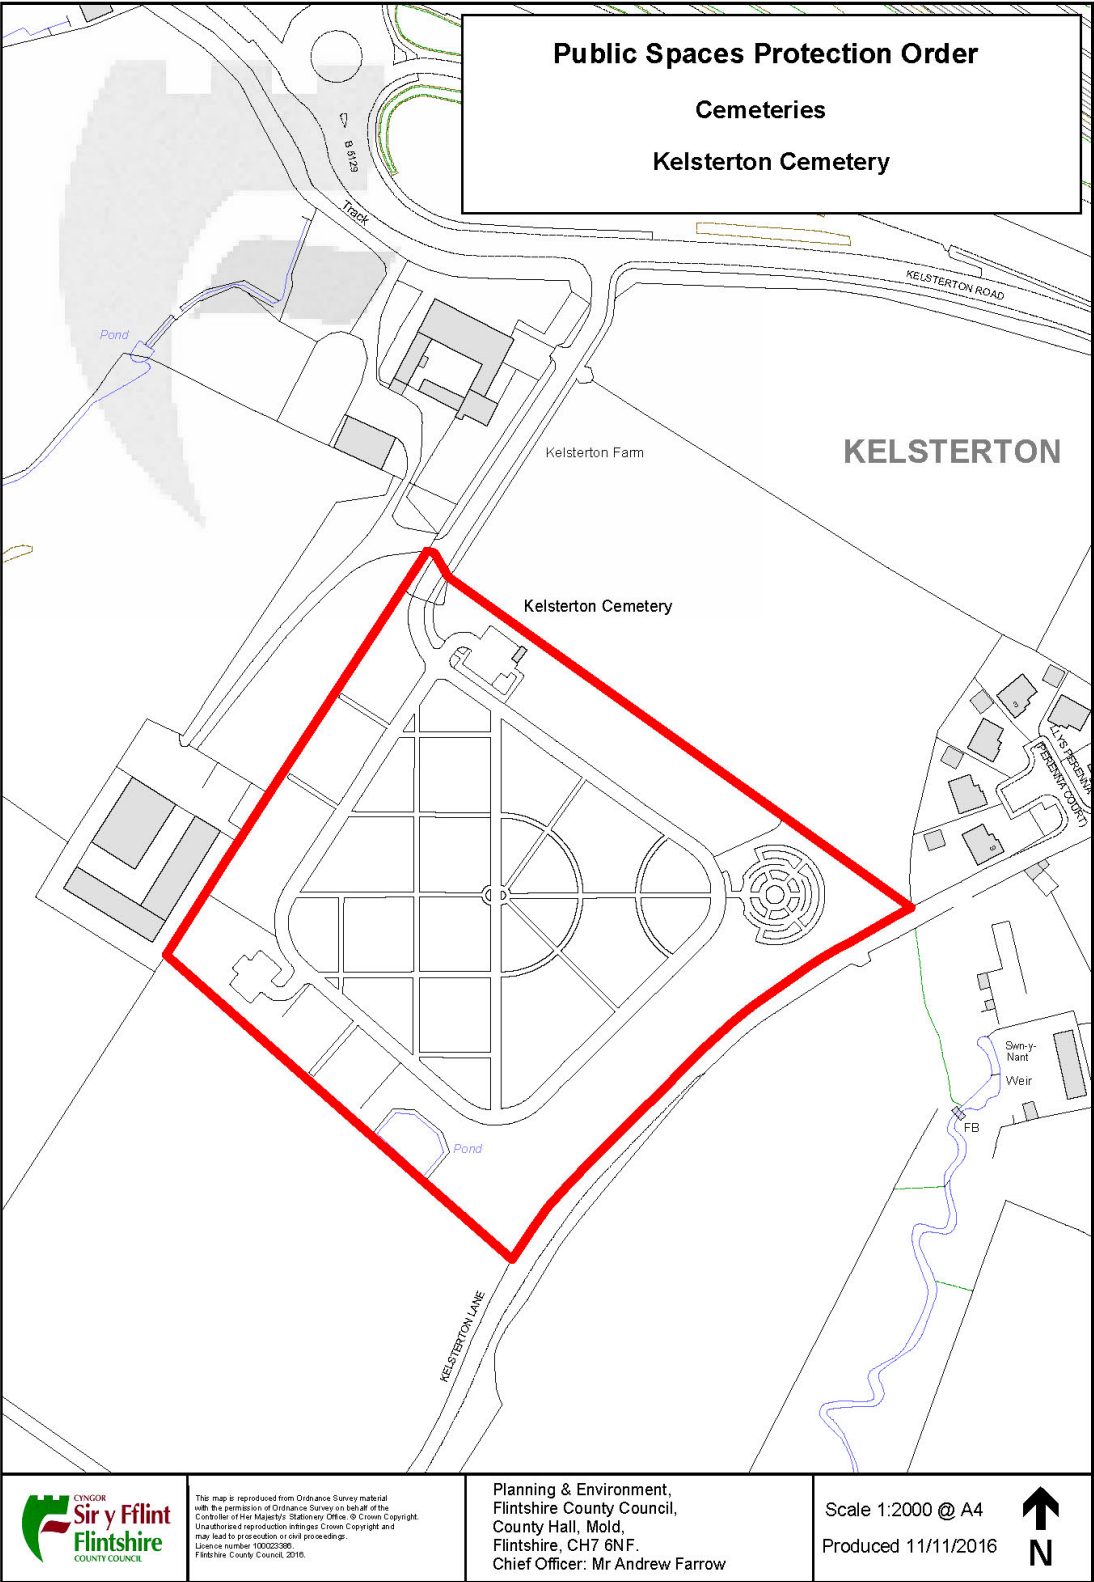 Public Spaces Protection Order
Cemeteries
Kelsterton Cemetery
B 5129
Track
KELSTERTON ROAD
Pond
Kelsterton Farm
KELSTERTON
Kelsterton Cemetery
LLYS PERENNA
(PERENNA COURT)
Swn-y-
Nant
Weir
FB
Pond
KELSTERTON LANE
CYNGOR
Sir y Fflint
Flintshire
COUNTY COUNCIL
This map is reproduced from Ordnance Survey material
with the permission of Ordnance Survey on behalf of the
Controller of Her Majesty's Stationery Office. © Crown Copyright.
Unauthorised reproduction infringes Crown Copyright and
may lead to prosecution or civil proceedings.
Licence number 100023386.
Flintshire County Council, 2016.
Planning & Environment,
Flintshire County Council,
County Hall, Mold,
Flintshire, CH7 6NF.
Chief Officer: Mr Andrew Farrow
Scale 1:2000 @ A4
Produced 11/11/2016
N